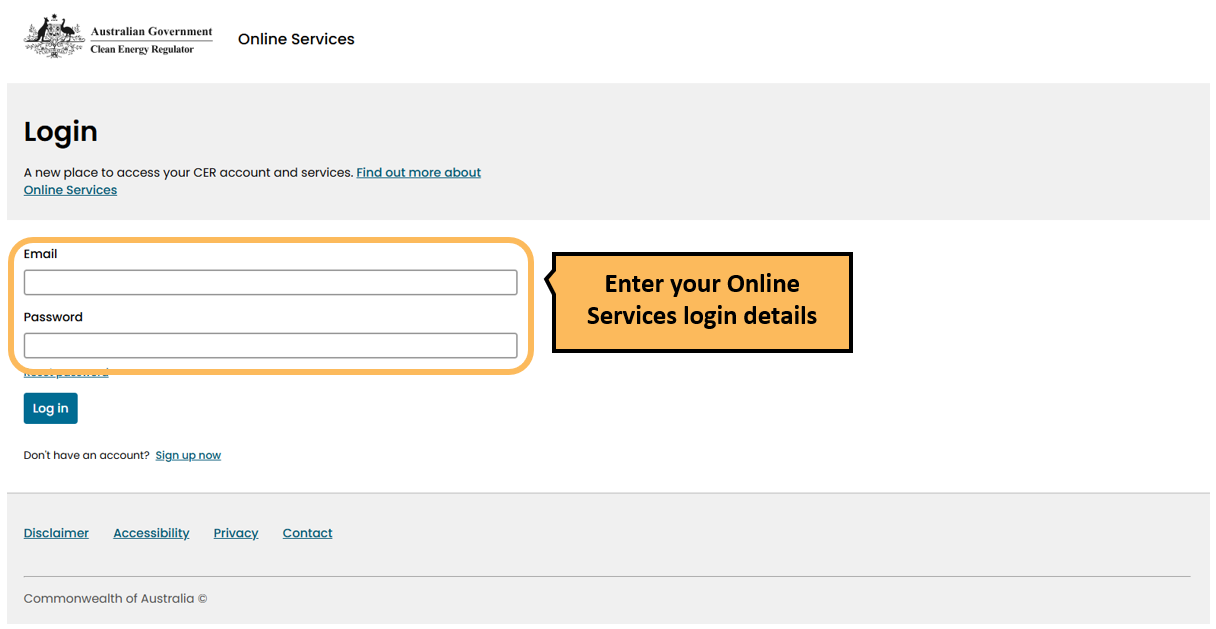 Australian Government
Clean Energy Regulator
Online Services
Login
A new place to access your CER account and services. Find out more about
Online Services
Email
Password
Reset password
Log in
Don't have an account? Sign up now
Enter your Online
Services login details
Disclaimer Accessibility Privacy Contact
Commonwealth of Australia ©